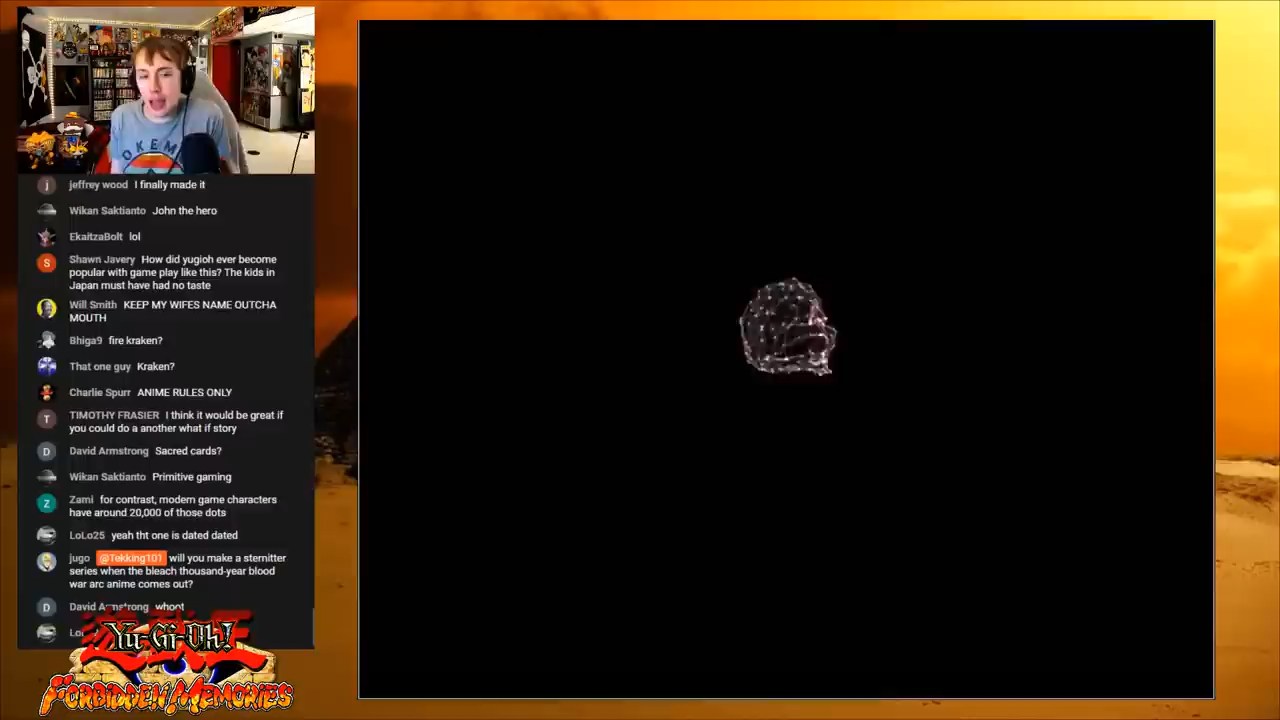 OKEM
jeffrey wood I finally made it
Wikan Saktianto John the hero
EkaitzaBolt lol
Shawn Javery How did yugioh ever become
popular with game play like this? The kids in
Japan must have had no taste
Will Smith KEEP MY WIFES NAME OUTCHA
MOUTH
Bhiga9 fire kraken?
That one guy Kraken?
Charlie Spurr ANIME RULES ONLY
TIMOTHY FRASIER I think it would be great if
you could do a another what if story
David Armstrong Sacred cards?
Wikan Saktianto Primitive gaming
Zami for contrast, modern game characters
have around 20,000 of those dots
LoLo25 yeah tht one is dated dated
jugo @Tekking101 will you make a sternitter
series when the bleach thousand-year blood
war arc anime comes out?
David Armstrong whoot
Yu-Gi-Oh!
FORBIDDEN MEMORIES